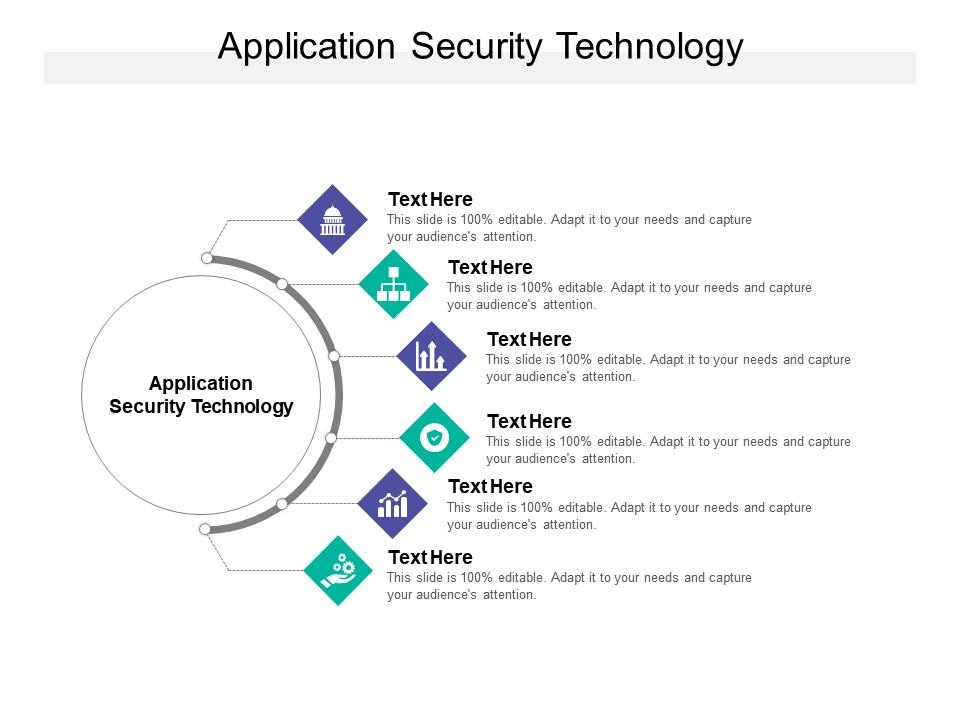 Application Security Technology
Text Here
This slide is 100% editable. Adapt it to your needs and capture
your audience's attention.
Text Here
This slide is 100% editable. Adapt it to your needs and capture
your audience's attention.
Text Here
This slide is 100% editable. Adapt it to your needs and capture
your audience's attention.
Application
Security Technology
Text Here
This slide is 100% editable. Adapt it to your needs and capture
your audience's attention.
Text Here
This slide is 100% editable. Adapt it to your needs and capture
your audience's attention.
Text Here
This slide is 100% editable. Adapt it to your needs and capture
your audience's attention.